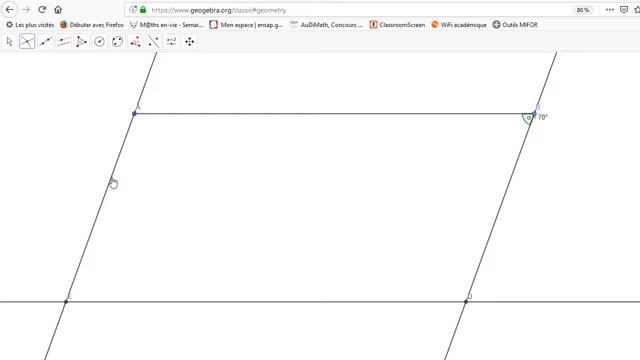 https://www.geogebra.org/classic#geometry
80%
Les plus visités
Débuter avec Firefox
M@ths en-vie - Semai...
Mon espace | ensap.g...
AuDiMath, Concours ...
ClassroomScreen
WiFi académique
Outils MIFOR
a=2
A
B
α = 70°
E
D